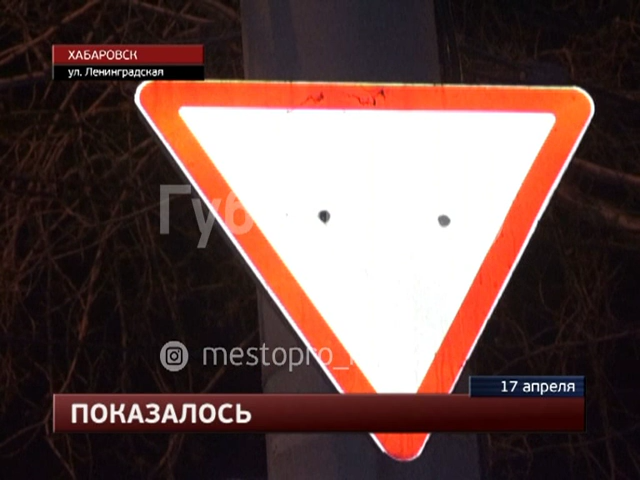 ХАБАРОВСК
ул. Ленинградская
mestopro_
17 апреля
ПОКАЗАЛОСЬ